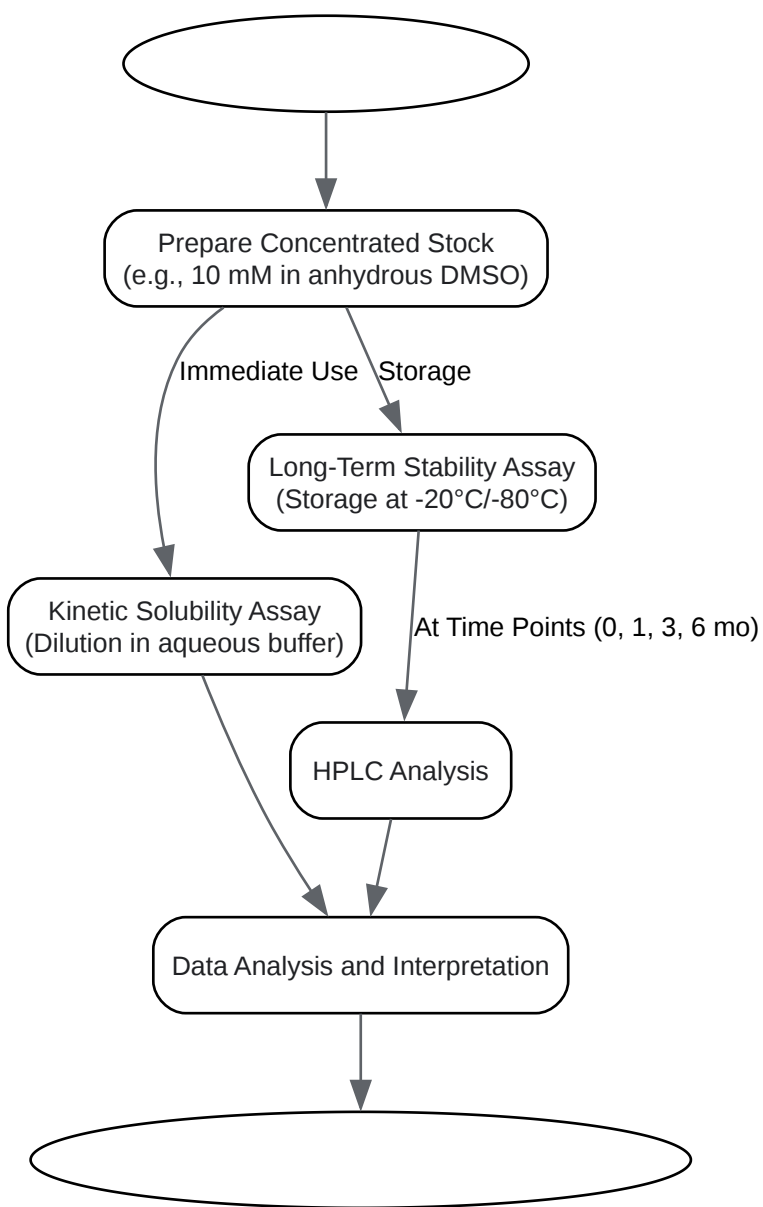 Prepare Concentrated Stock
(e.g., 10 mM in anhydrous DMSO)
Immediate Use
Storage
Long-Term Stability Assay
(Storage at -20°C/-80°C)
Kinetic Solubility Assay
(Dilution in aqueous buffer)
At Time Points (0, 1, 3, 6 mo)
HPLC Analysis
Data Analysis and Interpretation